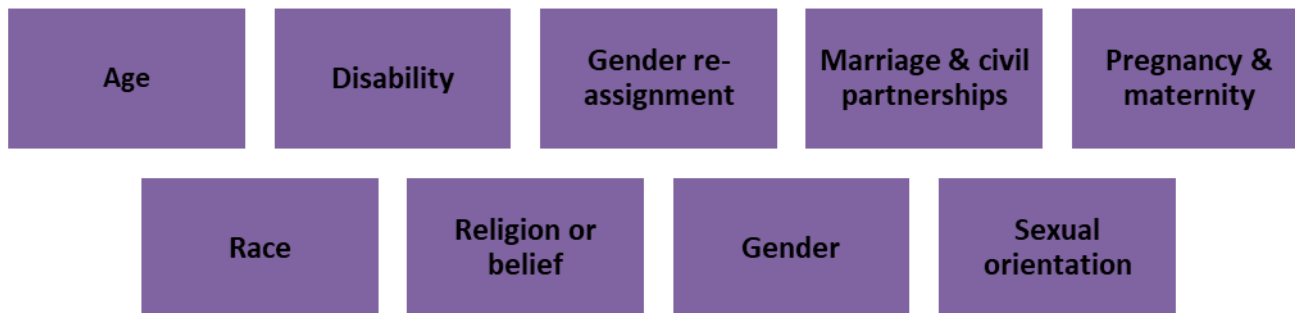 Age
Disability
Gender re-
assignment
Marriage & civil
partnerships
Pregnancy &
maternity
Race
Religion or
belief
Gender
Sexual
orientation